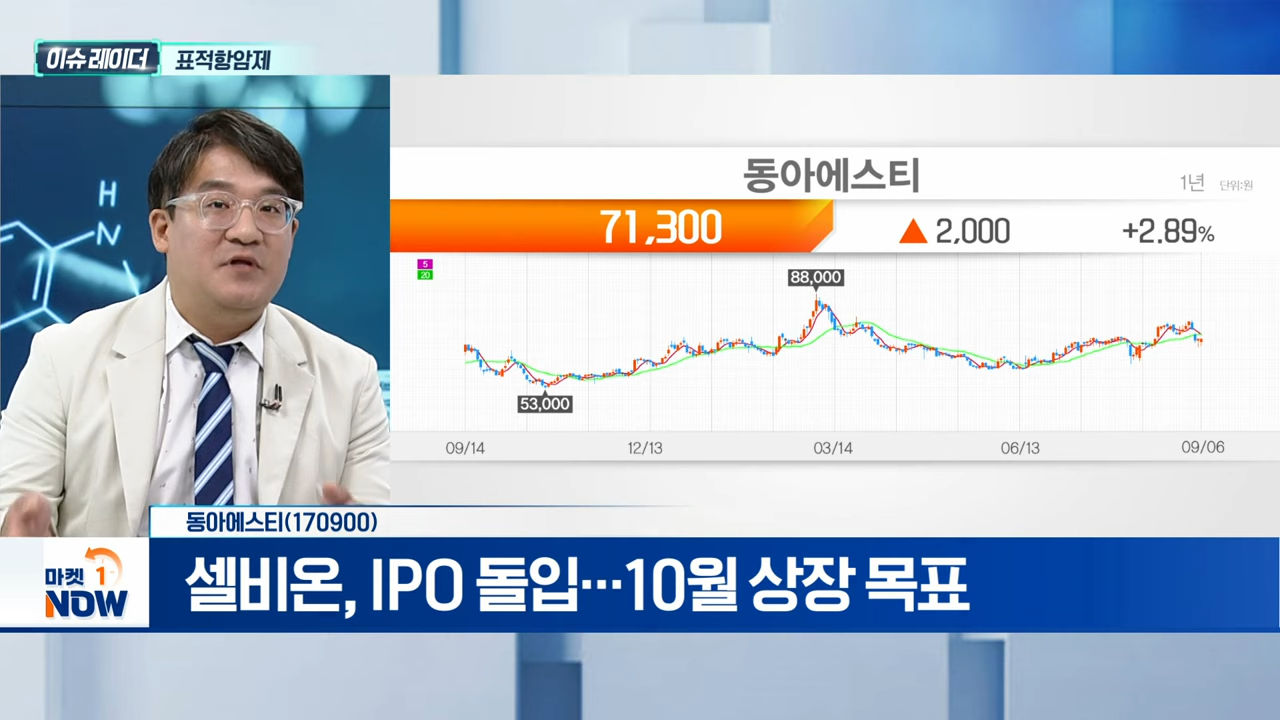 이슈 레이더
표적항암제
H
N
동아에스티
1년 단위:원
71,300 ▲ 2,000 +2.89%
5
20
88,000
53,000
09/14 12/13 03/14 06/13 09/06
동아에스티(170900)
마켓 1
NOW
셀비온, IPO 돌입…10월 상장 목표